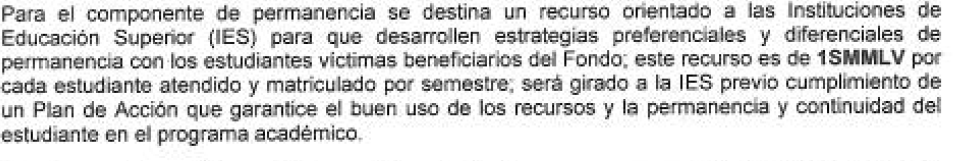 Para el componente de permanencia se destina un recurso orientado a las Instituciones de
Educación Superior (IES) para que desarrollen estrategias preferenciales y diferenciales de
permanencia con los estudiantes víctimas beneficiarios del Fondo; este recurso es de 1SMMLV por
cada estudiante atendido y matriculado por semestre; será girado a la IES previo cumplimiento de
un Plan de Acción que garantice el buen uso de los recursos y la permanencia y continuidad del
estudiante en el programa académico.